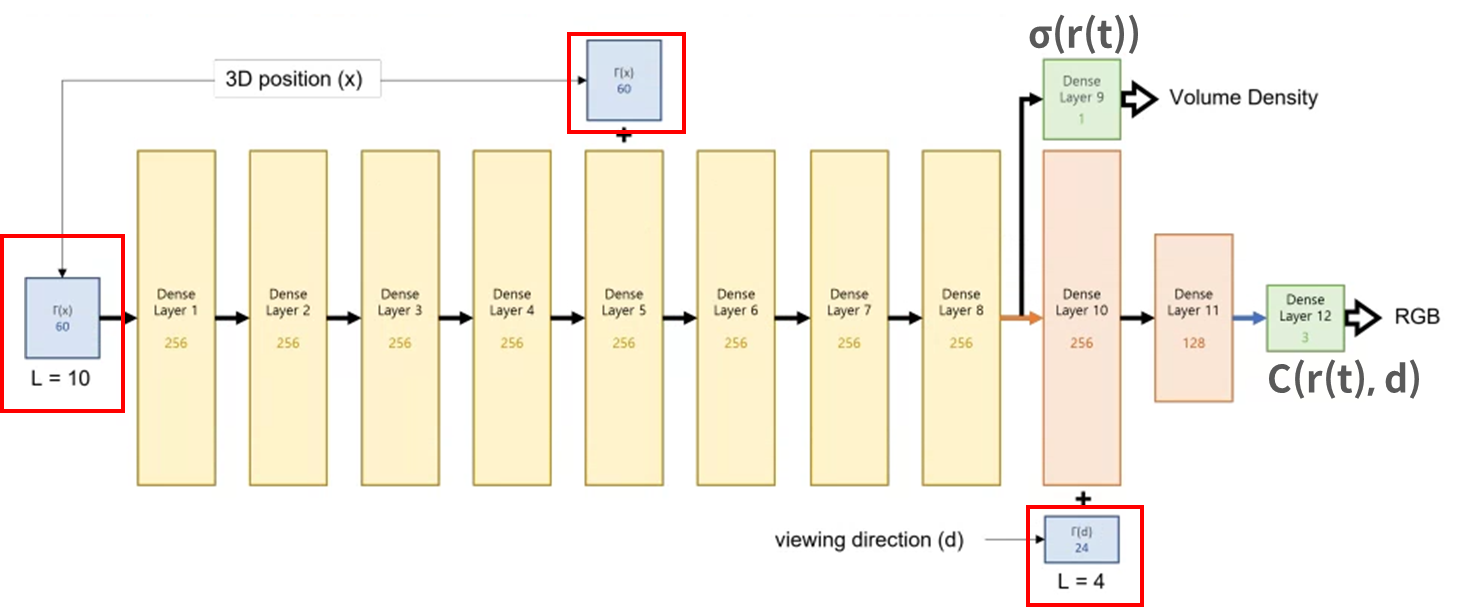 σ(r(t))
3D position (x)
Γ(x)
60
Dense
Layer 9
1
Volume Density
+
Γ(x)
60
L = 10
Dense
Layer 1
256
Dense
Layer 2
256
Dense
Layer 3
256
Dense
Layer 4
256
Dense
Layer 5
256
Dense
Layer 6
256
Dense
Layer 7
256
Dense
Layer 8
256
Dense
Layer 10
256
Dense
Layer 11
128
Dense
Layer 12
3
RGB
C(r(t), d)
+
viewing direction (d)
Γ(d)
24
L = 4